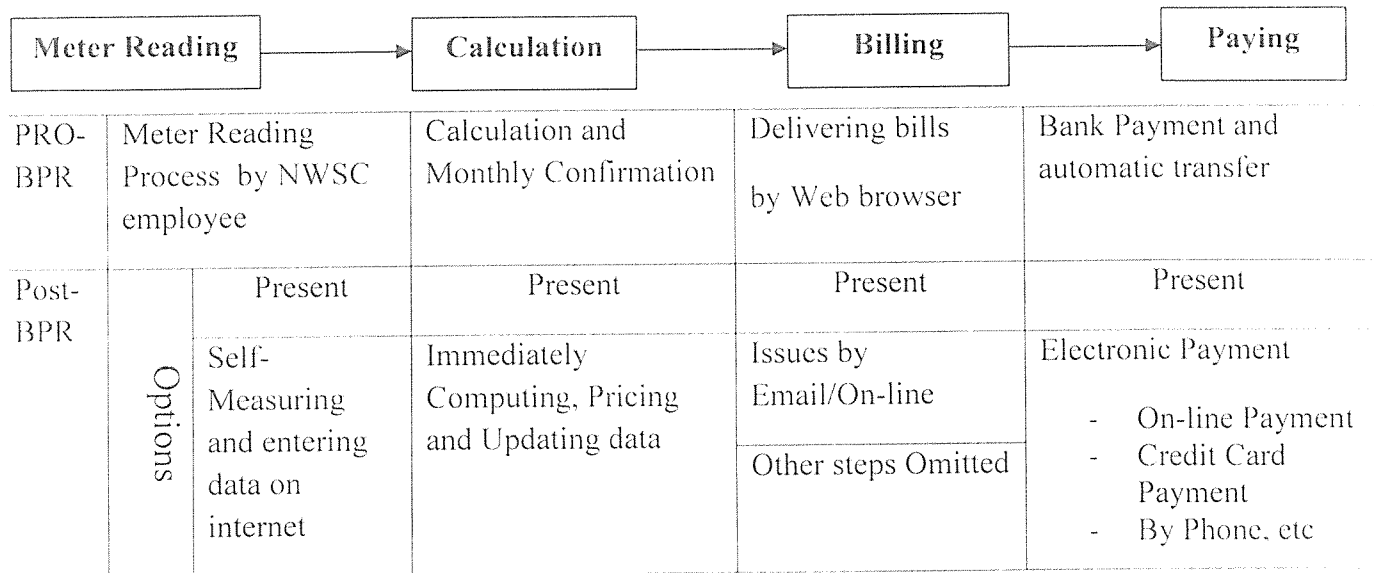 Meter Reading
Calculation
Billing
Paying
PRO-
BPR
Meter Reading
Process by NWSC
employee
Calculation and
Monthly Confirmation
Delivering bills
by Web browser
Bank Payment and
automatic transfer
Post-
BPR
Options
Present
Present
Present
Present
Self-
Measuring
and entering
data on
internet
Immediately
Computing, Pricing
and Updating data
Issues by
Email/On-line
Other steps Omitted
Electronic Payment
- On-line Payment
- Credit Card
Payment
- By Phone, etc